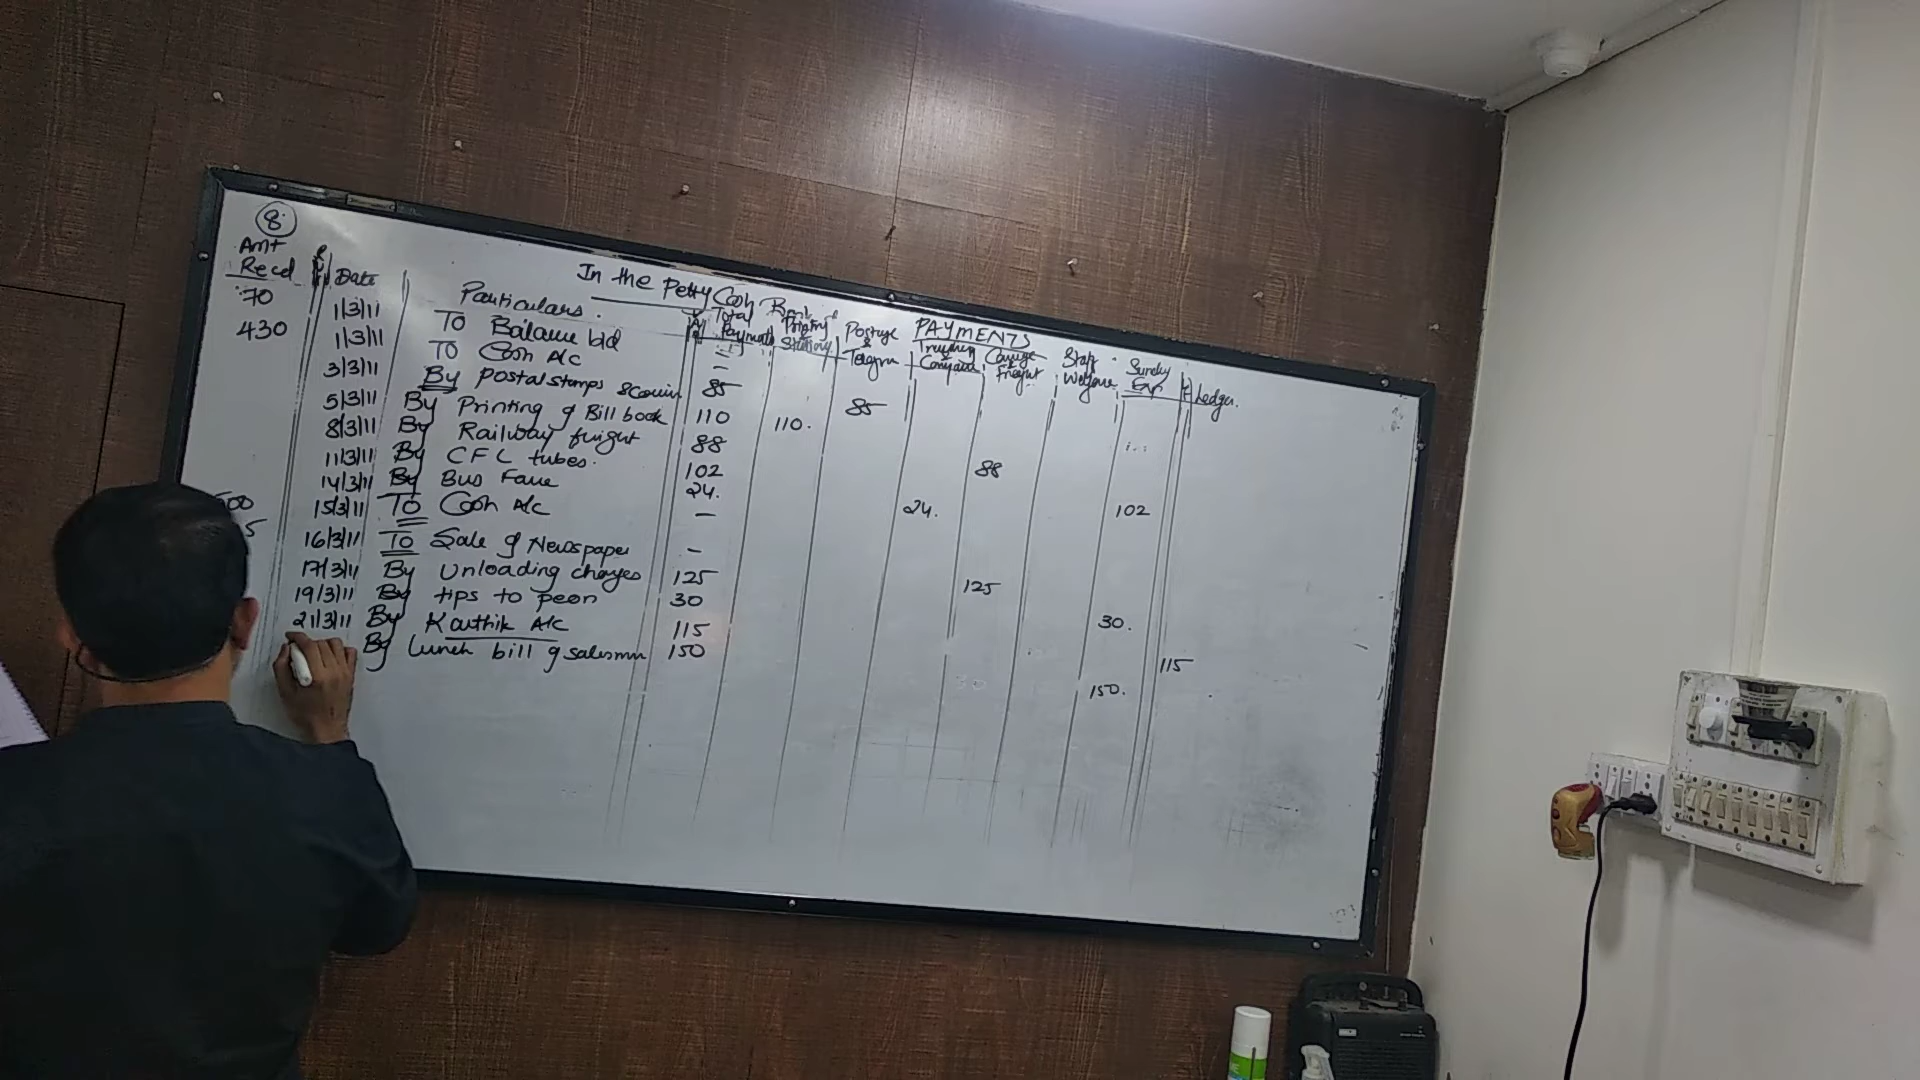 8
In the Petty Cash Book
Amt Recd Date Particulars. Total Payments Printing & Stationy Postage & Telegrm PAYMENTS Travelling & Conyance Carriage & Freight Staff Welfare Sundry Exp Ledger.
70 1/3/11 To Balance b/d -
430 1/3/11 To Cash A/c -
3/3/11 By postal stamps & Courier 85 85
5/3/11 By Printing of Bill book 110 110.
8/3/11 By Railway freight 88 88
11/3/11 By CFL tubes. 102 102
14/3/11 By Bus Fare 24. 24.
500 15/3/11 To Cash A/c -
5 16/3/11 To Sale of Newspaper -
17/3/11 By Unloading charges 125 125
19/3/11 By tips to peon 30 30.
21/3/11 By Karthik A/c 115 115
By Lunch bill of salesmn 150 150.